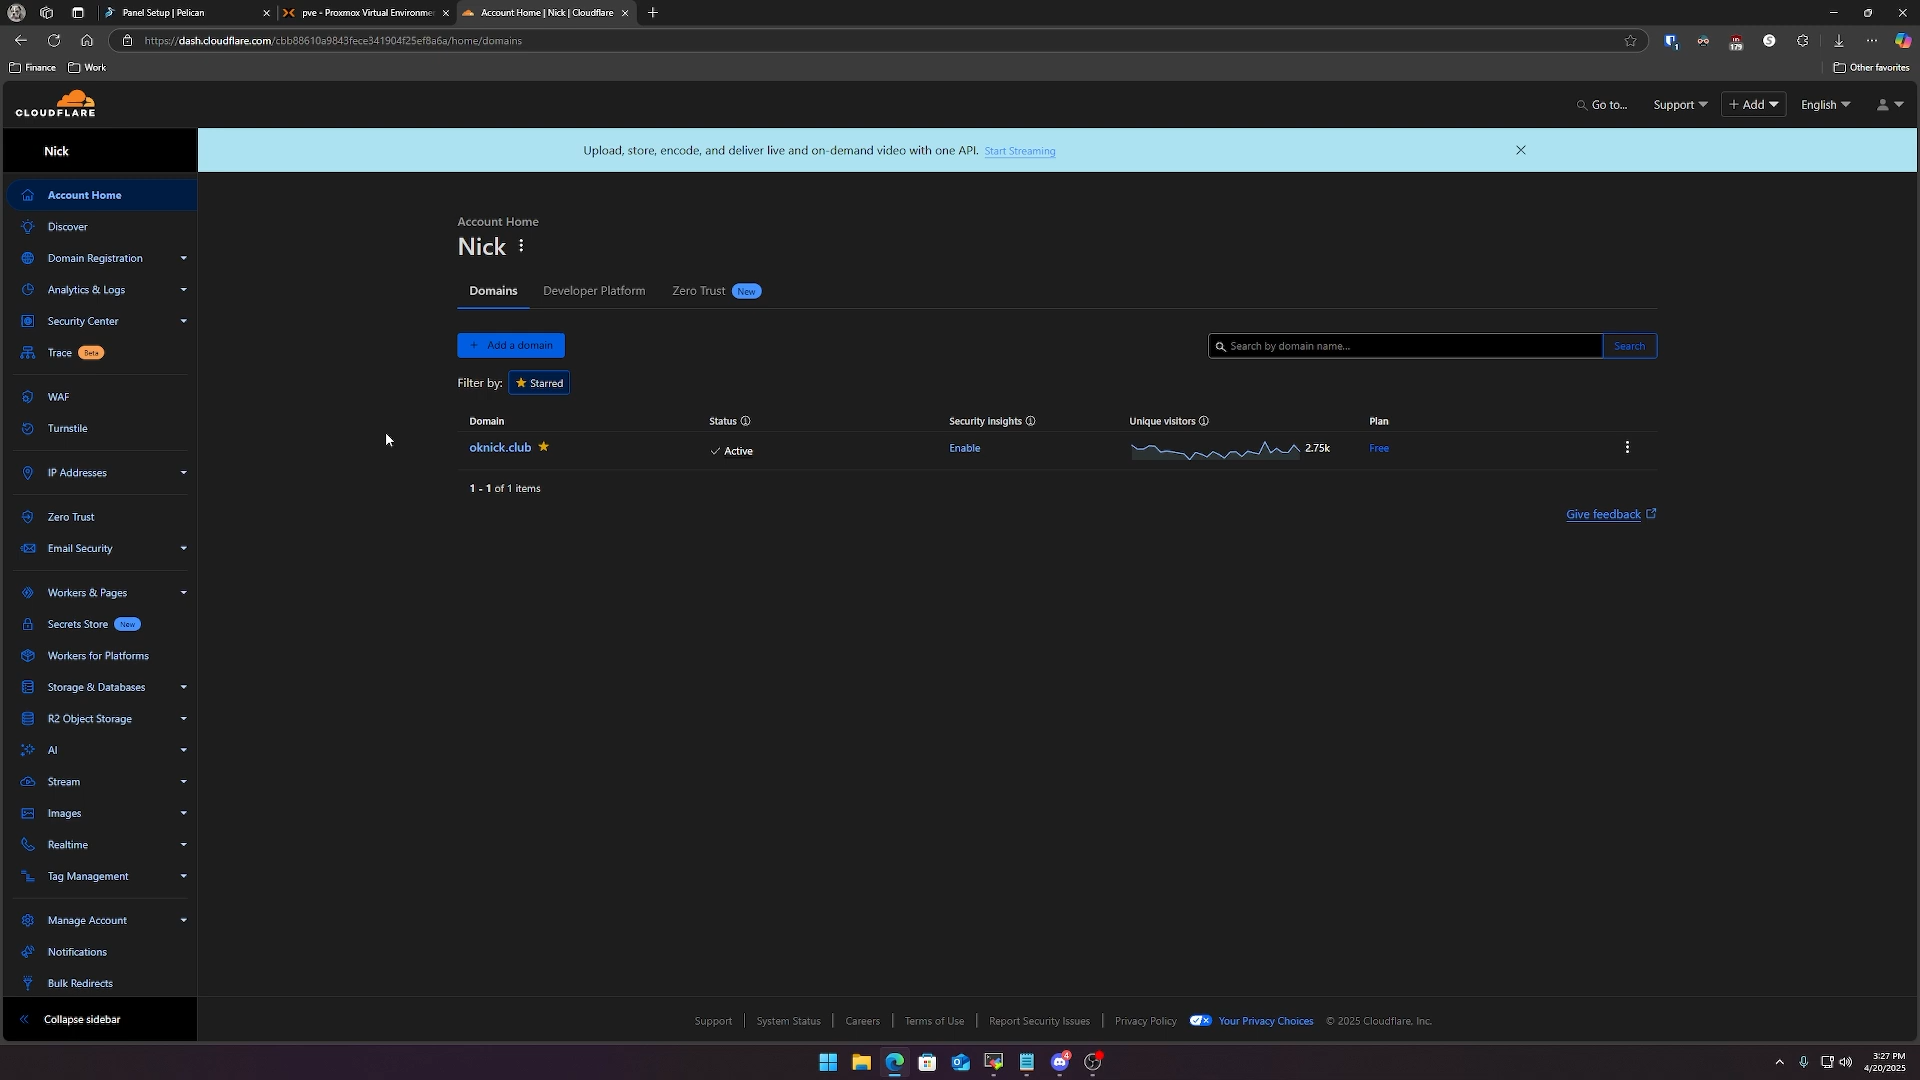 Panel Setup | Pelican
pve - Proxmox Virtual Environme
Account Home | Nick | Cloudflare
https://dash.cloudflare.com/cbb88610a9843fece341904f25ef8a6a/home/domains
1
179
Finance
Work
Other favorites
CLOUDFLARE
Go to...
Support
+ Add
English
Nick
Upload, store, encode, and deliver live and on-demand video with one API. Start Streaming
Account Home
Discover
Domain Registration
Analytics & Logs
Security Center
Trace Beta
WAF
Turnstile
IP Addresses
Zero Trust
Email Security
Workers & Pages
Secrets Store New
Workers for Platforms
Storage & Databases
R2 Object Storage
AI
Stream
Images
Realtime
Tag Management
Manage Account
Notifications
Bulk Redirects
Collapse sidebar
Account Home
Nick
Domains
Developer Platform
Zero Trust New
+ Add a domain
Search by domain name...
Search
Filter by: Starred
Domain Status Security insights Unique visitors Plan
oknick.club Active Enable 2.75k Free
1 - 1 of 1 items
Give feedback
Support
System Status
Careers
Terms of Use
Report Security Issues
Privacy Policy
Your Privacy Choices
© 2025 Cloudflare, Inc.
4
3:27 PM
4/20/2025